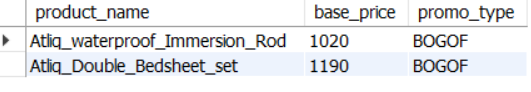 product_name base_price promo_type
Atliq_waterproof_Immersion_Rod 1020 BOGOF
Atliq_Double_Bedsheet_set 1190 BOGOF